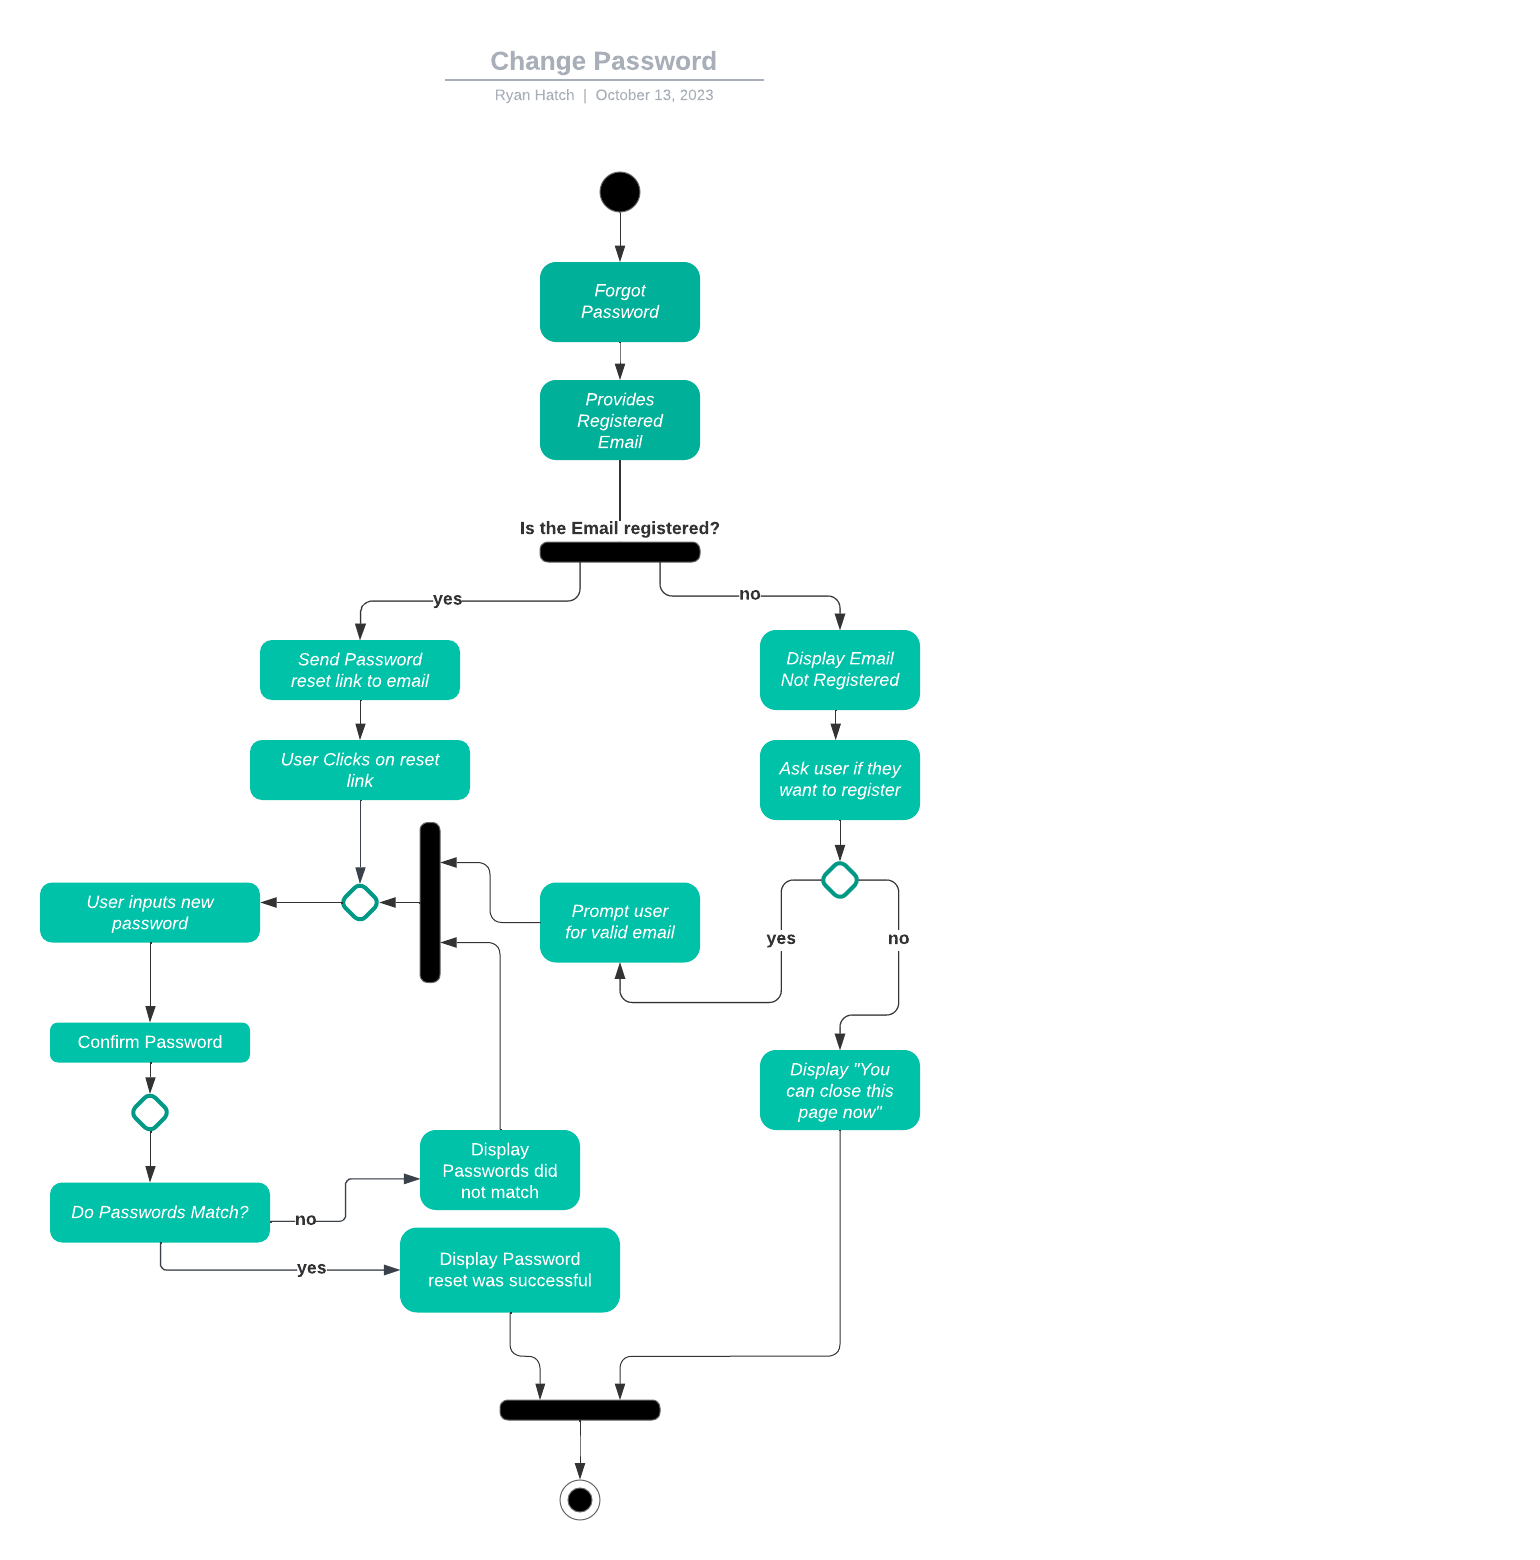 Change Password
Ryan Hatch | October 13, 2023
Forgot
Password
Provides
Registered
Email
Is the Email registered?
yes
no
Send Password
reset link to email
Display Email
Not Registered
User Clicks on reset
link
Ask user if they
want to register
User inputs new
password
Prompt user
for valid email
yes
no
Confirm Password
Display "You
can close this
page now"
Display
Passwords did
not match
Do Passwords Match?
no
yes
Display Password
reset was successful